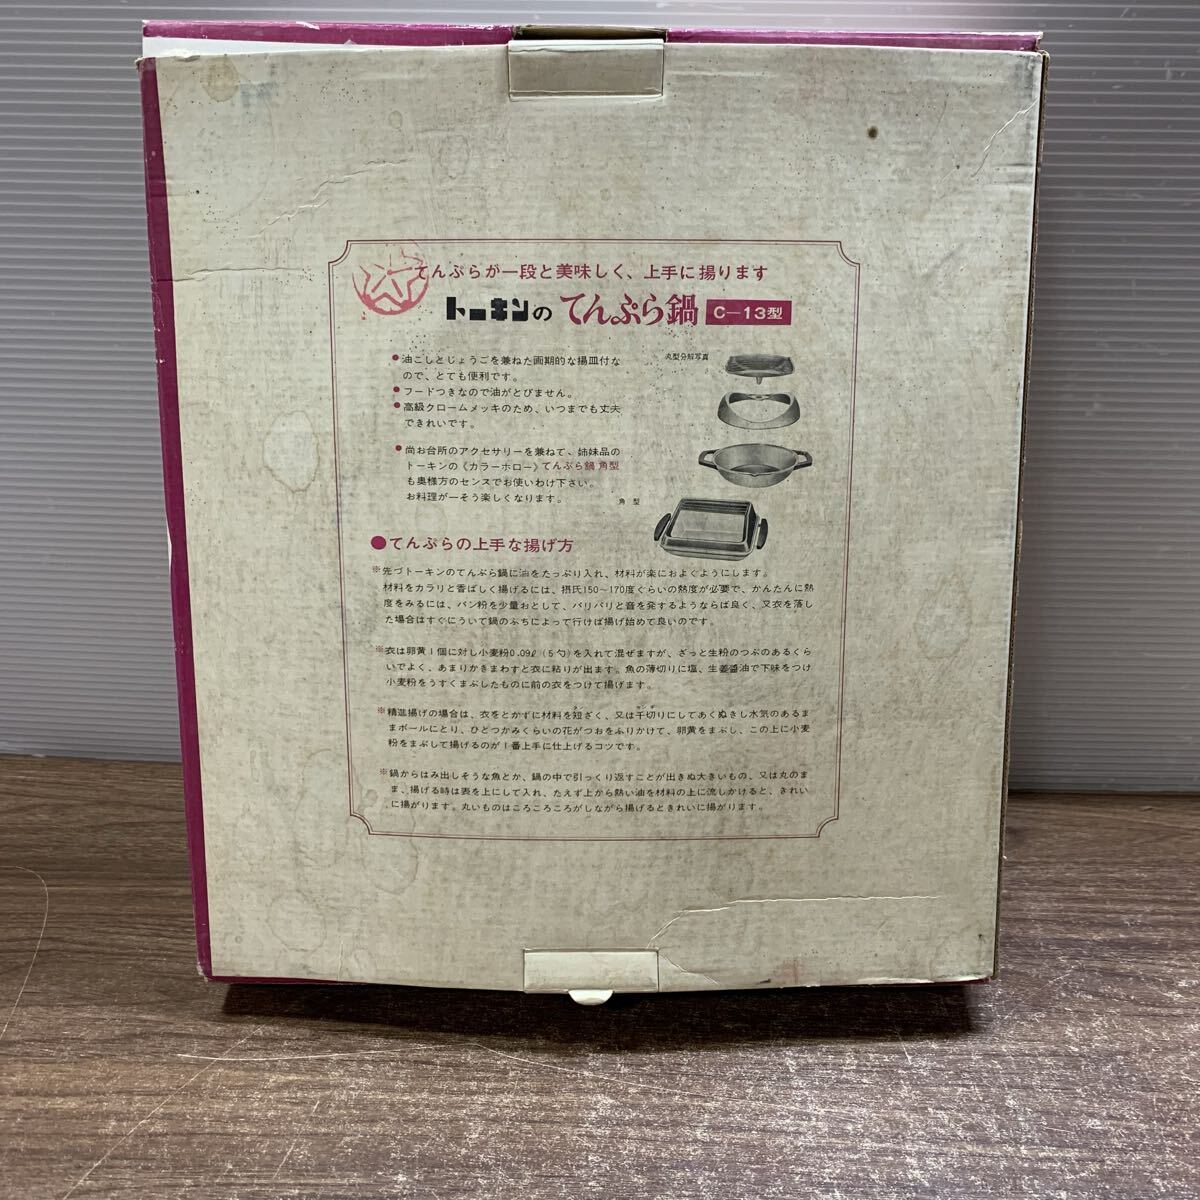 てんぷらが一段と美味しく、上手に揚ります
トーキンの てんぷら鍋 C-13型
●油こしとじょうごを兼ねた画期的な揚皿付な
ので、とても便利です。
●フードつきなので油がとびません。
●高級クロームメッキのため、いつまでも丈夫
できれいです。
●尚お台所のアクセサリーを兼ねて、姉妹品の
トーキンの《カラーホロー》てんぷら鍋角型
も奥様方のセンスでお使いわけ下さい。
お料理が一そう楽しくなります。
丸型分解写真
角型
●てんぷらの上手な揚げ方
※先づトーキンのてんぷら鍋に油をたっぷり入れ、材料が楽におよぐようにします。
材料をカラリと香ばしく揚げるには、摂氏150〜170度ぐらいの熱度が必要で、かんたんに熱
度をみるには、パン粉を少量おとして、パリパリと音を発するようならば良く、又衣を落し
た場合はすぐについて鍋のふちによって行けば揚げ始めて良いのです。
※衣は卵黄1個に対し小麦粉0.09ℓ(5勺)を入れて混ぜますが、ざっと生粉のつぶのあるくら
いでよく、あまりかきまわすと衣に粘りが出ます。魚の薄切りに塩、生姜醤油で下味をつけ
小麦粉をうすくまぶしたものに前の衣をつけて揚げます。
※精進揚げの場合は、衣をとかずに材料を短ざく、又は千切りにしてあくぬきし水気のあるま
まボールにとり、ひとつかみくらいの花がつおをふりかけて、卵黄をまぶし、この上に小麦
粉をまぶして揚げるのが1番上手に仕上げるコツです。
※鍋からはみ出しそうな魚とか、鍋の中で引っくり返すことが出きぬ大きいもの、又は丸のま
ま、揚げる時は表を上にして入れ、たえず上から熱い油を材料の上に流しかけると、きれい
に揚がります。丸いものはころころころがしながら揚げるときれいに揚がります。